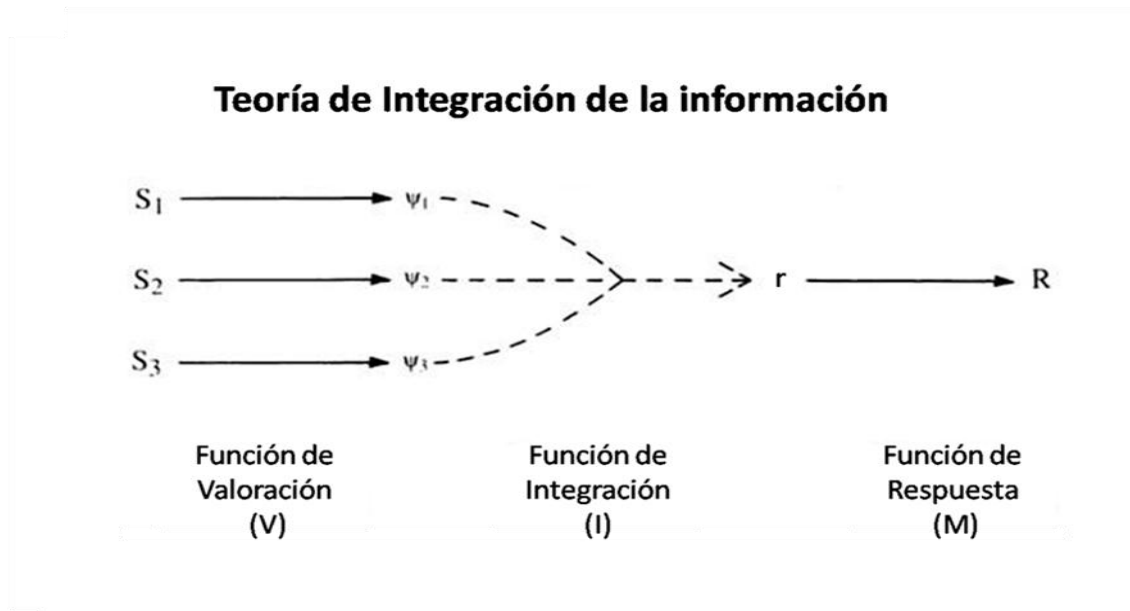 Teoría de Integración de la información
S₁ ψ₁
S₂ ψ₂ r R
S₃ ψ₃
Función de Valoración (V)
Función de Integración (I)
Función de Respuesta (M)